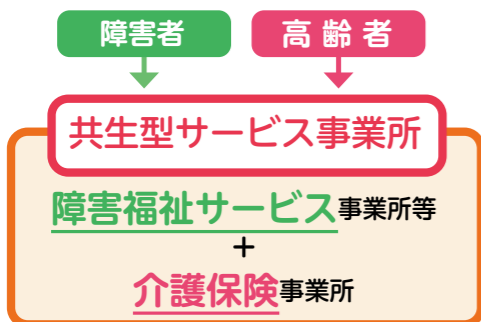 障害者
高齢者
共生型サービス事業所
障害福祉サービス事業所等
+
介護保険事業所